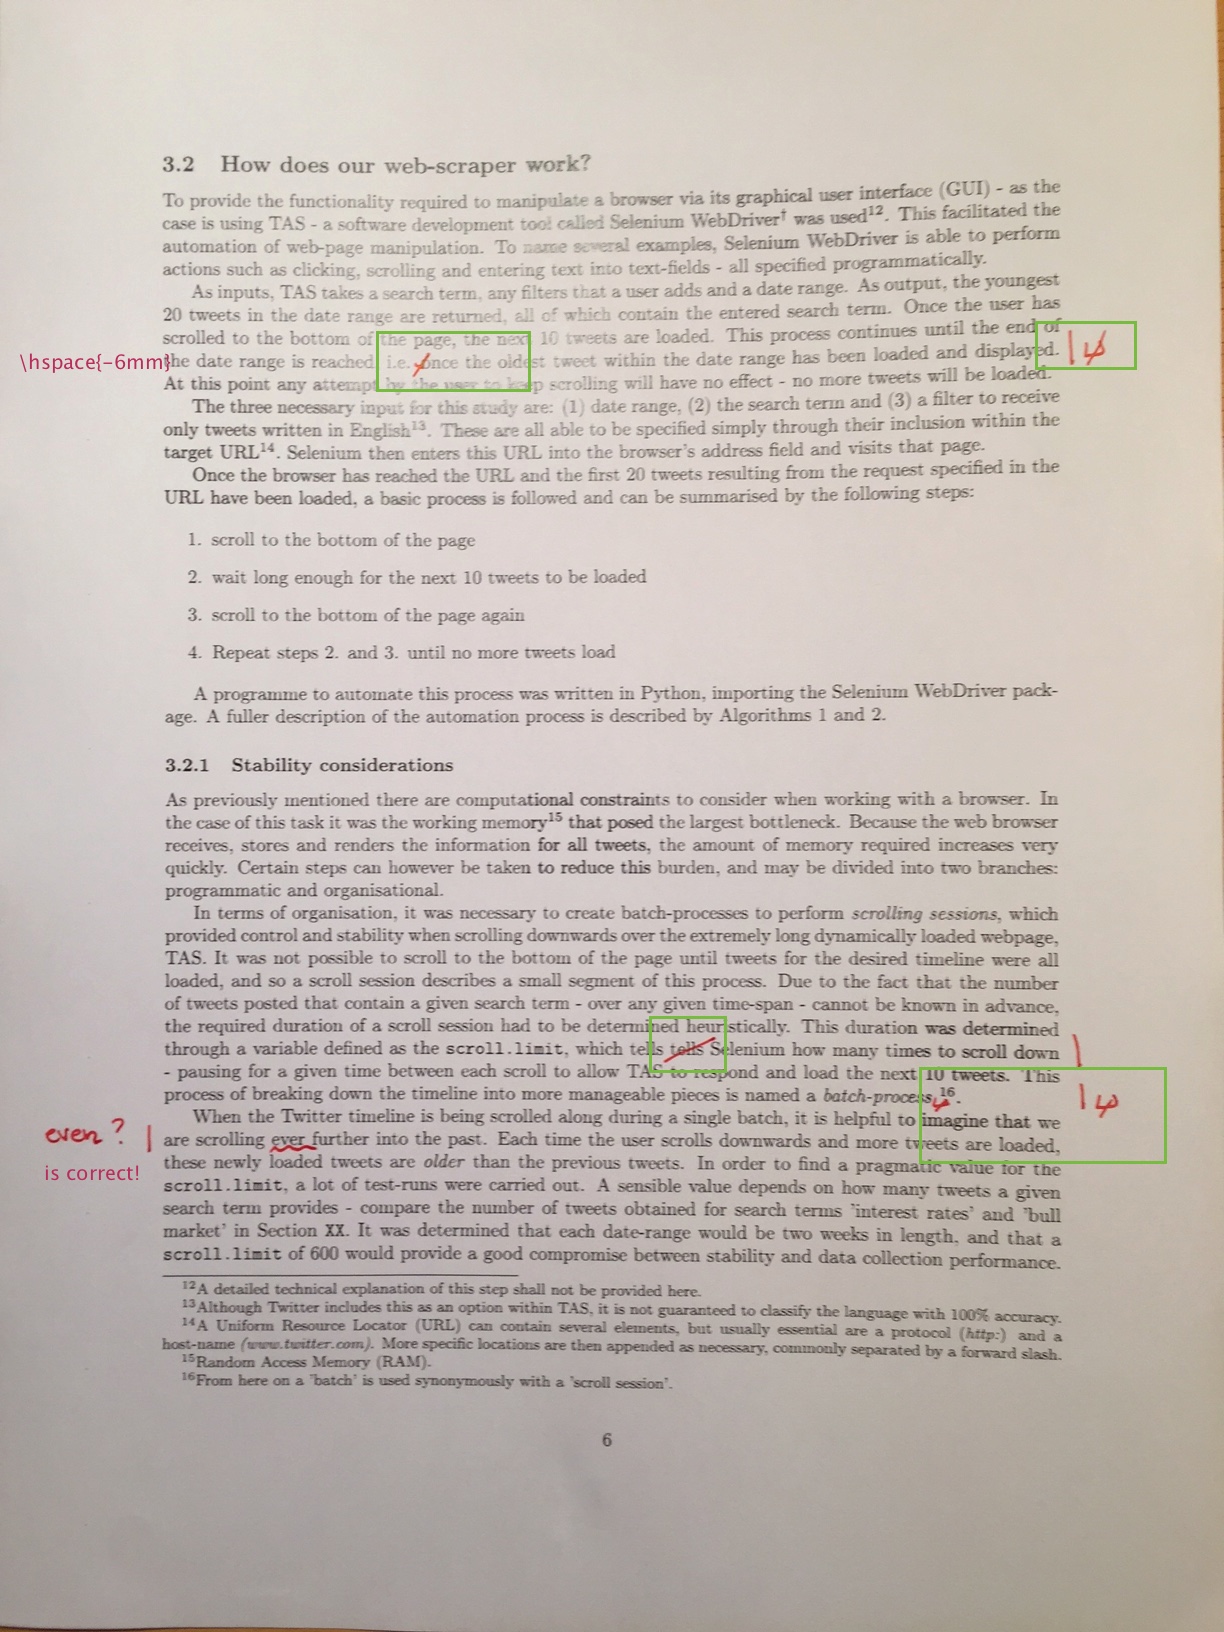 3.2 How does our web-scraper work?
To provide the functionality required to manipulate a browser via its graphical user interface (GUI) - as the
case is using TAS - a software development tool called Selenium WebDriver† was used12. This facilitated the
automation of web-page manipulation. To name several examples, Selenium WebDriver is able to perform
actions such as clicking, scrolling and entering text into text-fields - all specified programmatically.
As inputs, TAS takes a search term, any filters that a user adds and a date range. As output, the youngest
20 tweets in the date range are returned, all of which contain the entered search term. Once the user has
scrolled to the bottom of the page, the next 10 tweets are loaded. This process continues until the end of
\hspace{-6mm}
the date range is reached i.e. once the oldest tweet within the date range has been loaded and displayed.
At this point any attempt by the user to keep scrolling will have no effect - no more tweets will be loaded.
The three necessary input for this study are: (1) date range, (2) the search term and (3) a filter to receive
only tweets written in English13. These are all able to be specified simply through their inclusion within the
target URL14. Selenium then enters this URL into the browser's address field and visits that page.
Once the browser has reached the URL and the first 20 tweets resulting from the request specified in the
URL have been loaded, a basic process is followed and can be summarised by the following steps:
1. scroll to the bottom of the page
2. wait long enough for the next 10 tweets to be loaded
3. scroll to the bottom of the page again
4. Repeat steps 2. and 3. until no more tweets load
A programme to automate this process was written in Python, importing the Selenium WebDriver pack-
age. A fuller description of the automation process is described by Algorithms 1 and 2.
3.2.1 Stability considerations
As previously mentioned there are computational constraints to consider when working with a browser. In
the case of this task it was the working memory15 that posed the largest bottleneck. Because the web browser
receives, stores and renders the information for all tweets, the amount of memory required increases very
quickly. Certain steps can however be taken to reduce this burden, and may be divided into two branches:
programmatic and organisational.
In terms of organisation, it was necessary to create batch-processes to perform scrolling sessions, which
provided control and stability when scrolling downwards over the extremely long dynamically loaded webpage,
TAS. It was not possible to scroll to the bottom of the page until tweets for the desired timeline were all
loaded, and so a scroll session describes a small segment of this process. Due to the fact that the number
of tweets posted that contain a given search term - over any given time-span - cannot be known in advance,
the required duration of a scroll session had to be determined heuristically. This duration was determined
through a variable defined as the scroll.limit, which tells tells Selenium how many times to scroll down
- pausing for a given time between each scroll to allow TAS to respond and load the next 10 tweets. This
process of breaking down the timeline into more manageable pieces is named a batch-process,16.
When the Twitter timeline is being scrolled along during a single batch, it is helpful to imagine that we
even?
are scrolling ever further into the past. Each time the user scrolls downwards and more tweets are loaded,
is correct!
these newly loaded tweets are older than the previous tweets. In order to find a pragmatic value for the
scroll.limit, a lot of test-runs were carried out. A sensible value depends on how many tweets a given
search term provides - compare the number of tweets obtained for search terms 'interest rates' and 'bull
market' in Section XX. It was determined that each date-range would be two weeks in length, and that a
scroll.limit of 600 would provide a good compromise between stability and data collection performance.
12A detailed technical explanation of this step shall not be provided here.
13Although Twitter includes this as an option within TAS, it is not guaranteed to classify the language with 100% accuracy.
14A Uniform Resource Locator (URL) can contain several elements, but usually essential are a protocol (http:) and a
host-name (www.twitter.com). More specific locations are then appended as necessary, commonly separated by a forward slash.
15Random Access Memory (RAM).
16From here on a 'batch' is used synonymously with a 'scroll session'.
6